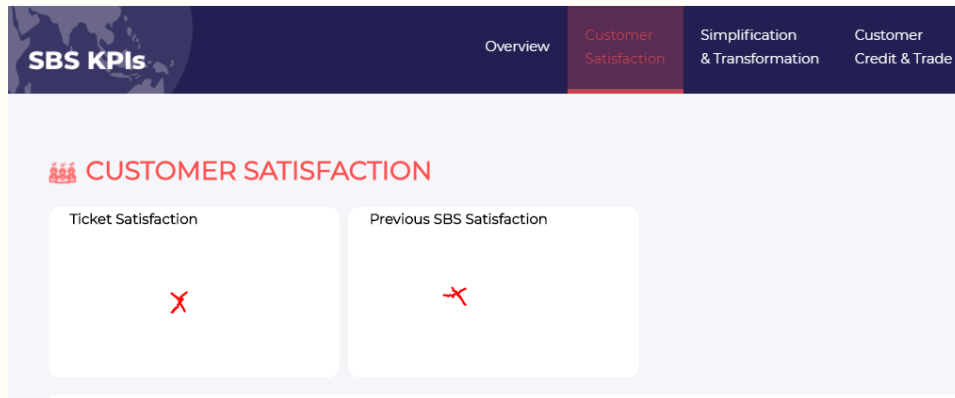 SBS KPIs
Overview
Customer
Satisfaction
Simplification
& Transformation
Customer
Credit & Trade
CUSTOMER SATISFACTION
Ticket Satisfaction
Previous SBS Satisfaction